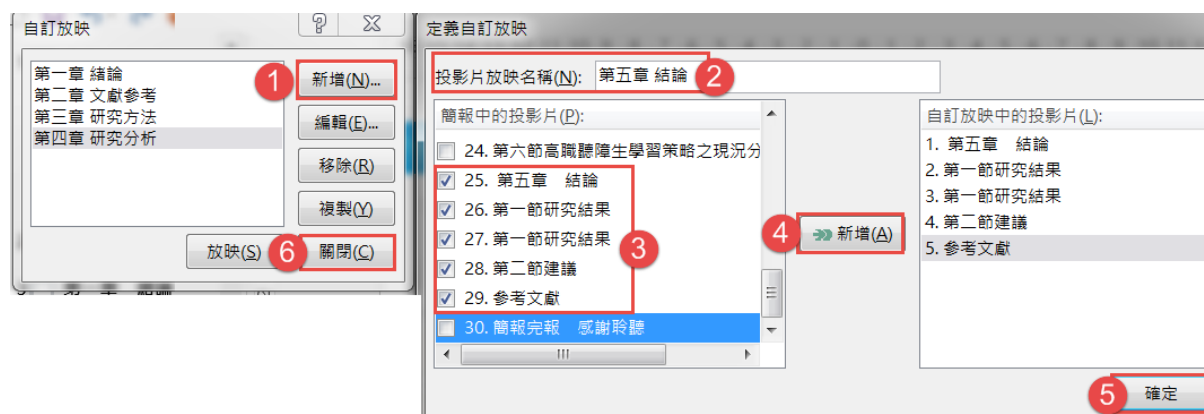 自訂放映
第一章 緒論
第二章 文獻參考
第三章 研究方法
第四章 研究分析
1
新增(N)...
編輯(E)...
移除(R)
複製(Y)
放映(S)
6
關閉(C)
定義自訂放映
投影片放映名稱(N): 第五章 結論
2
簡報中的投影片(P):
24. 第六節高職聽障生學習策略之現況分
25. 第五章 結論
26. 第一節研究結果
27. 第一節研究結果
28. 第二節建議
29. 參考文獻
30. 簡報完報 感謝聆聽
3
4
新增(A)
自訂放映中的投影片(L):
1. 第五章 結論
2. 第一節研究結果
3. 第一節研究結果
4. 第二節建議
5. 參考文獻
5
確定